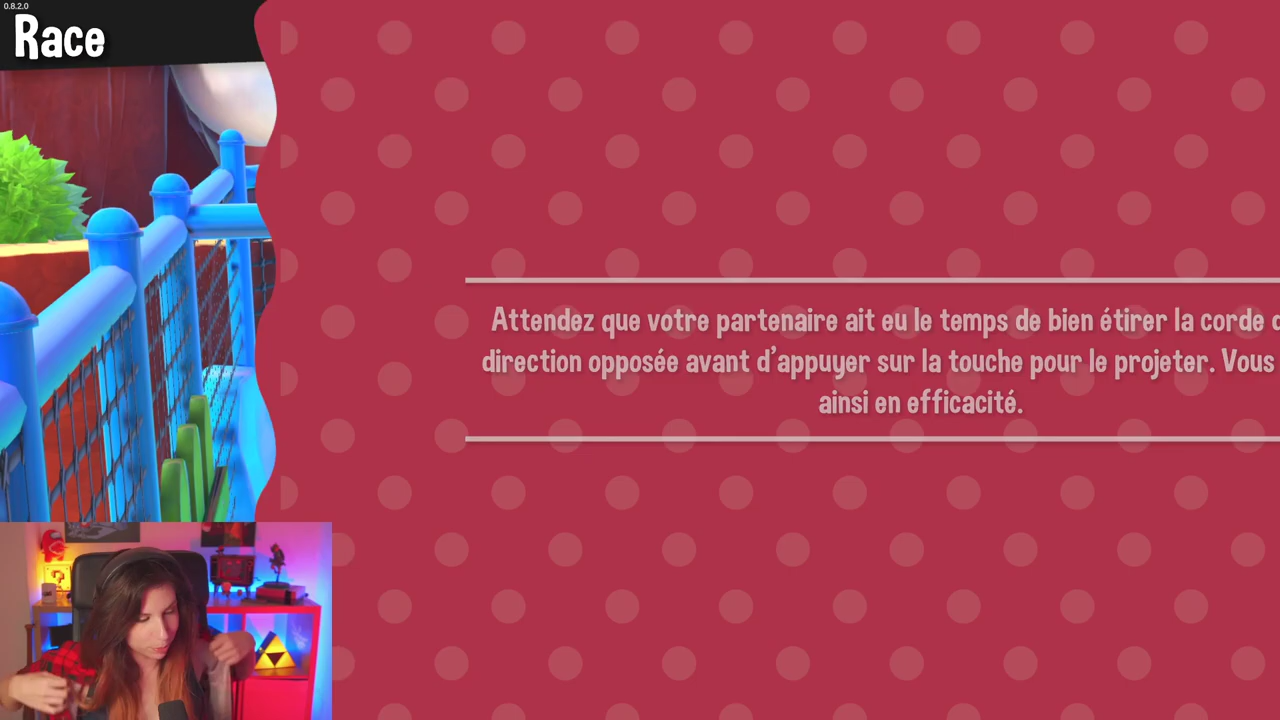 0.8.2.0
Race
Attendez que votre partenaire ait eu le temps de bien étirer la corde
direction opposée avant d'appuyer sur la touche pour le projeter. Vous
ainsi en efficacité.